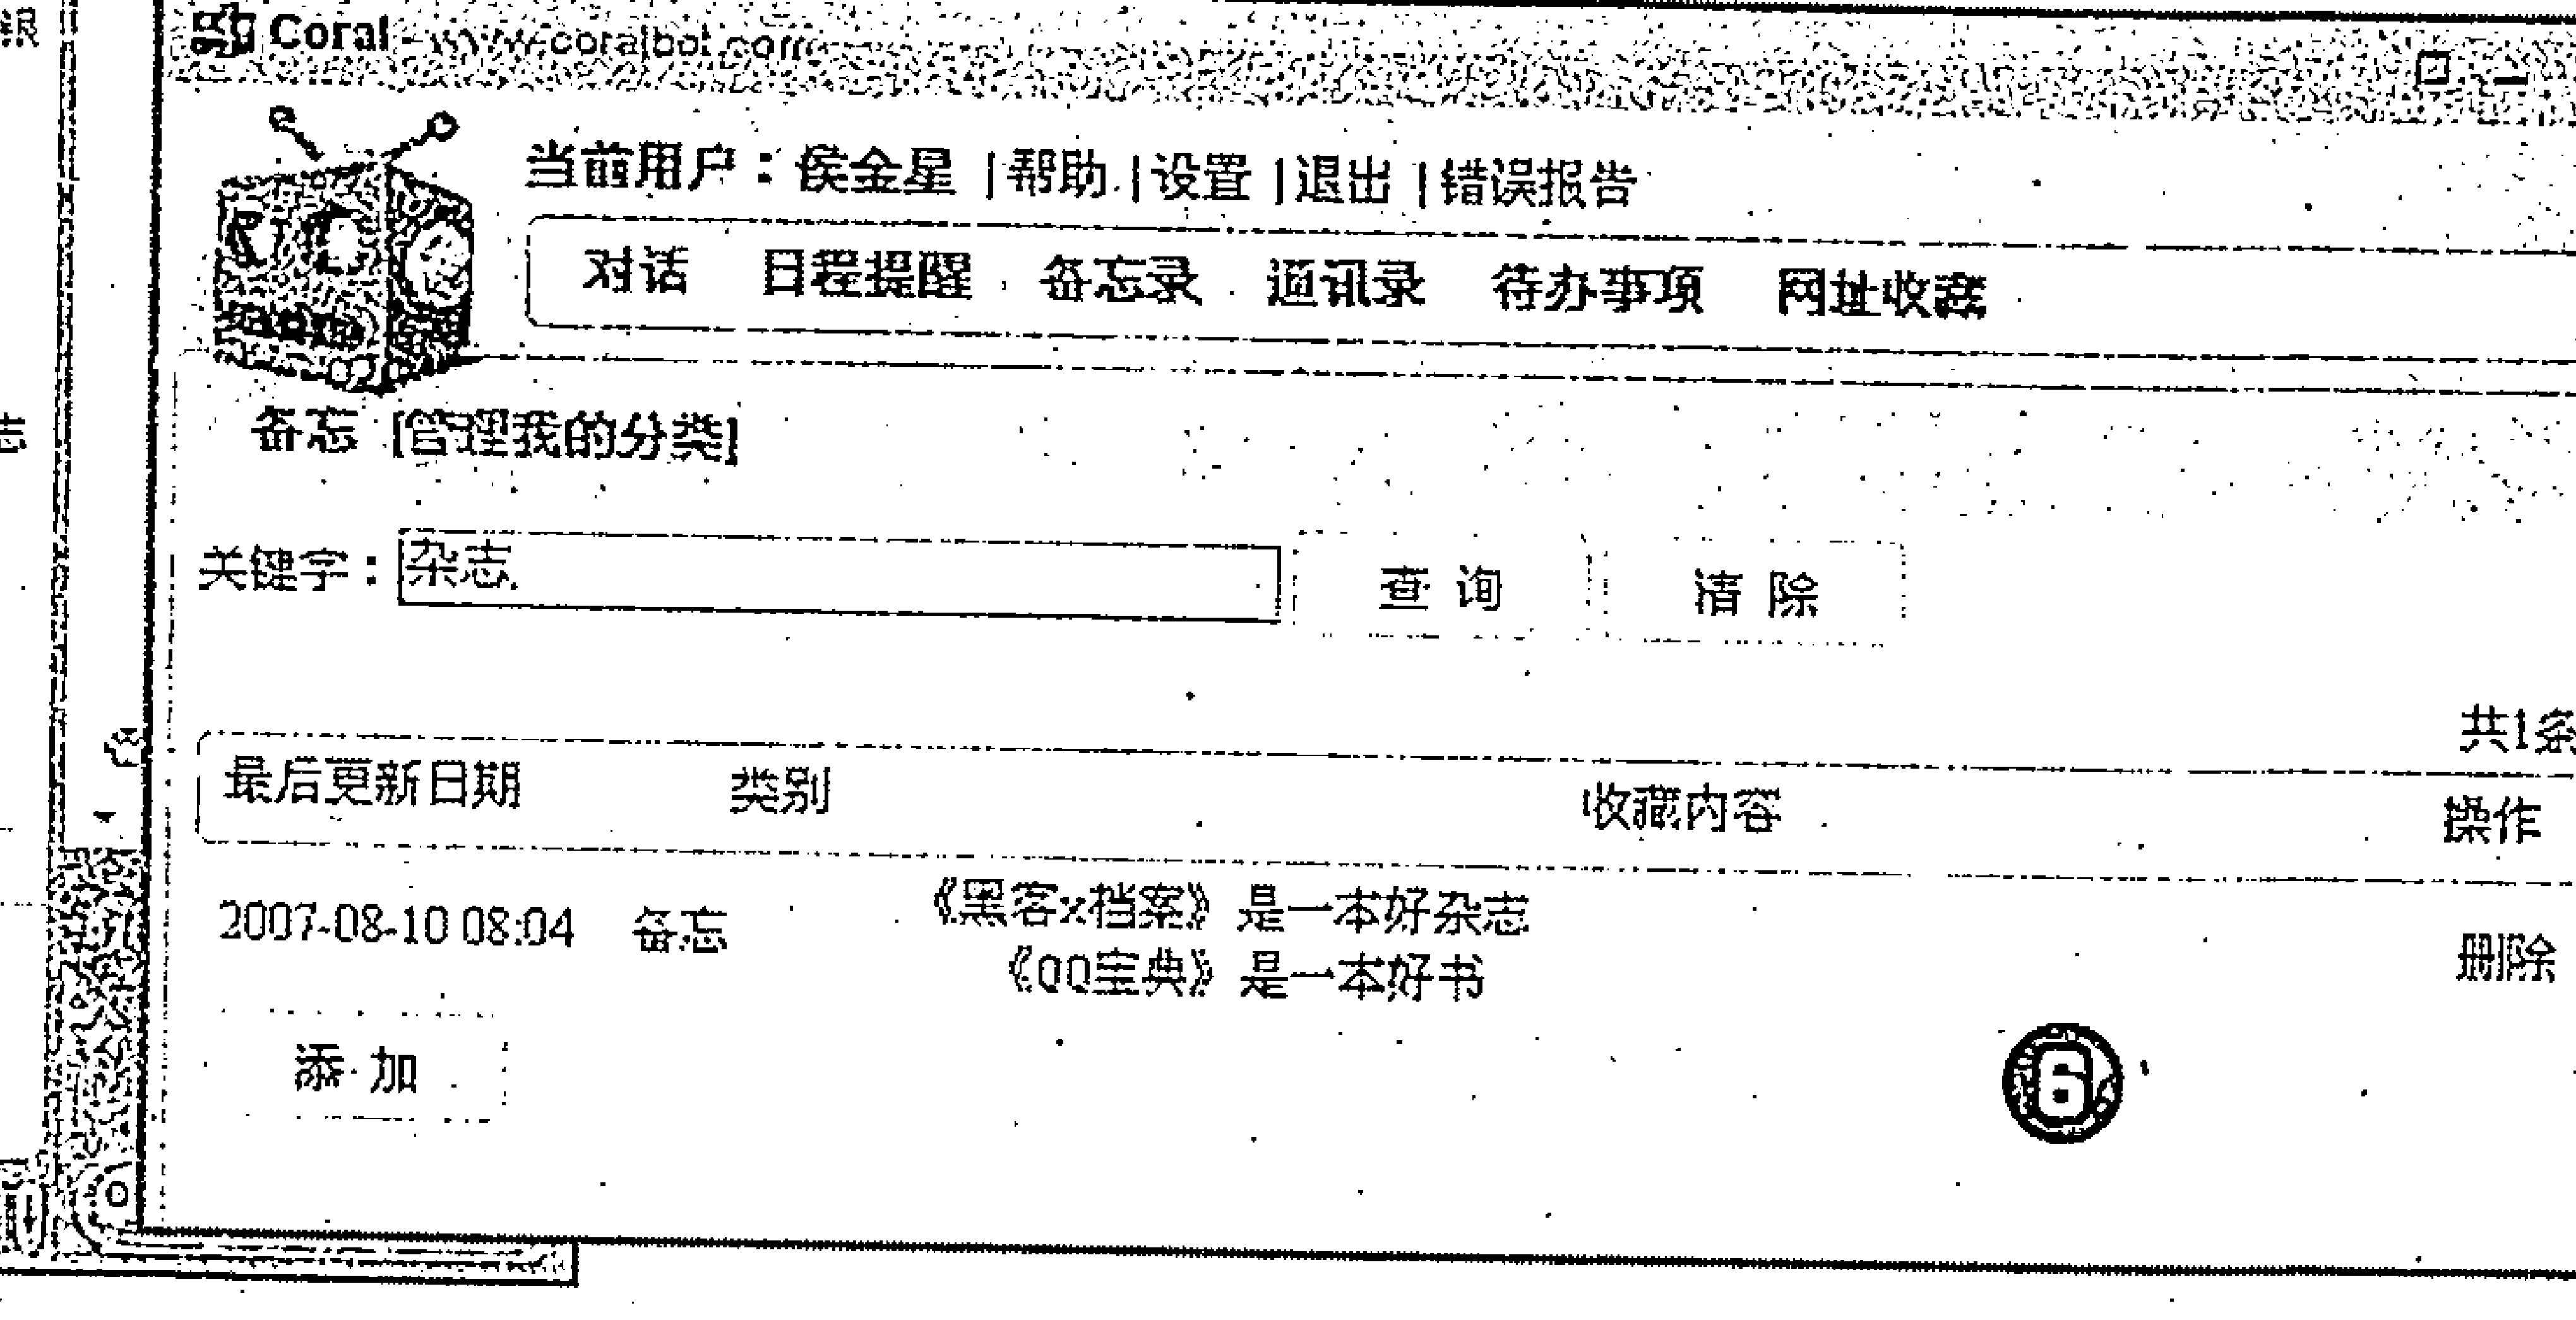 Coral - www.coralbot.com
当前用户：侯金星 | 帮助 | 设置 | 退出 | 错误报告
对话 日程提醒 备忘录 通讯录 待办事项 网址收藏
备忘 [管理我的分类]
关键字：杂志 查 询 清 除
共1条
最后更新日期 类别 收藏内容 操作
2007-08-10 08:04 备忘 《黑客x档案》是一本好杂志
《QQ宝典》是一本好书 删除
添 加
6